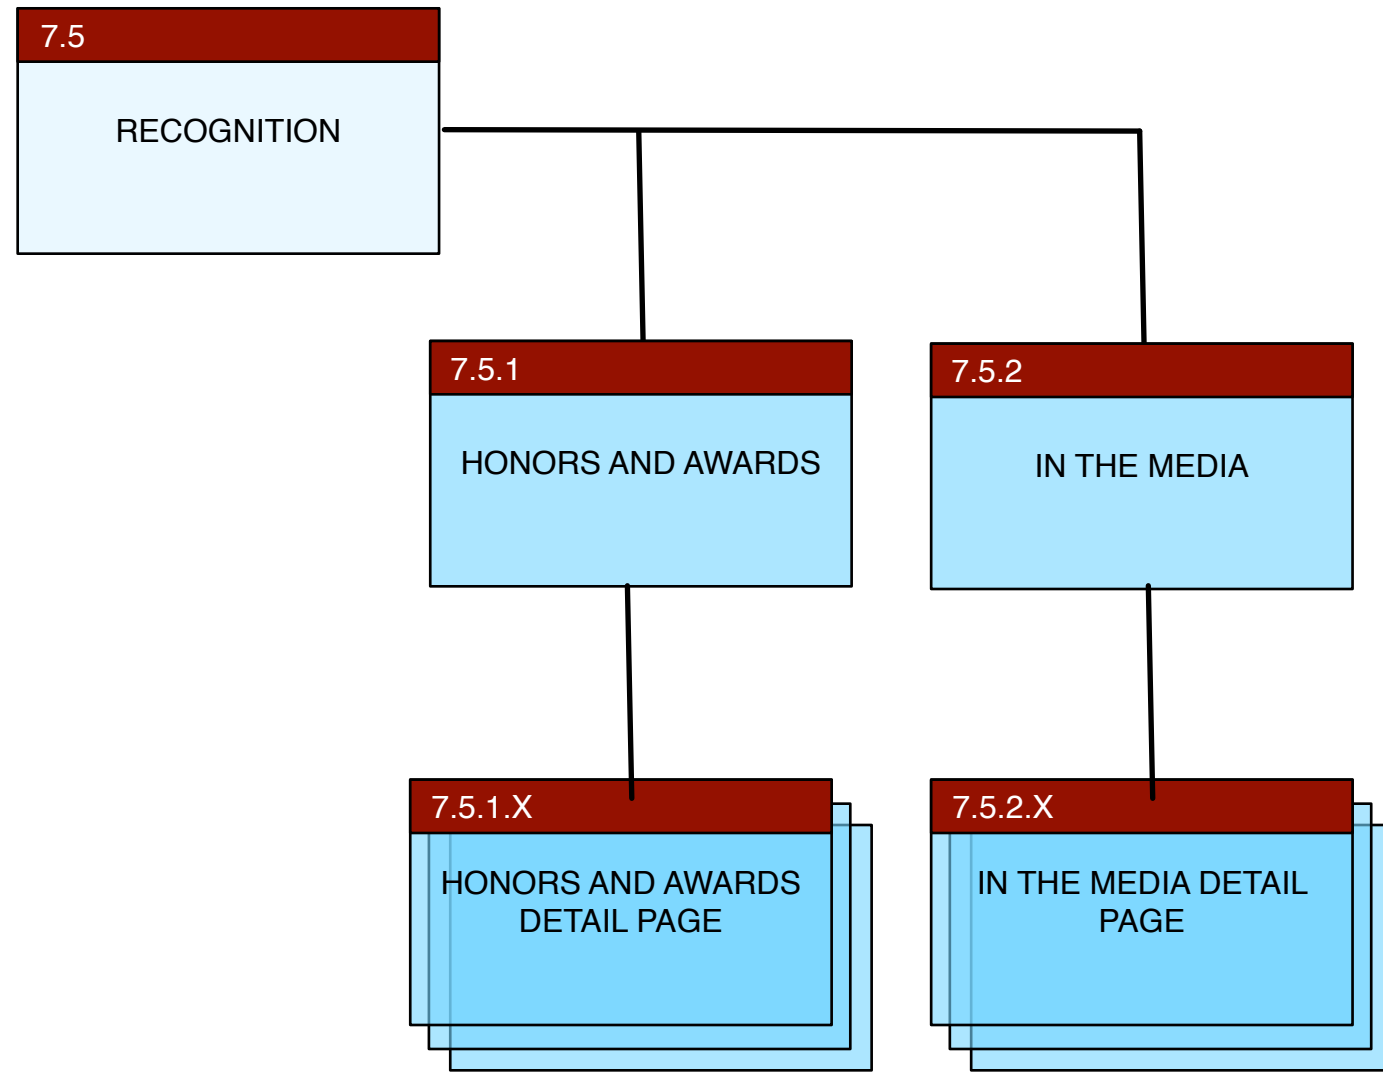 7.5
RECOGNITION
7.5.1
HONORS AND AWARDS
7.5.2
IN THE MEDIA
7.5.1.X
HONORS AND AWARDS
DETAIL PAGE
7.5.2.X
IN THE MEDIA DETAIL
PAGE